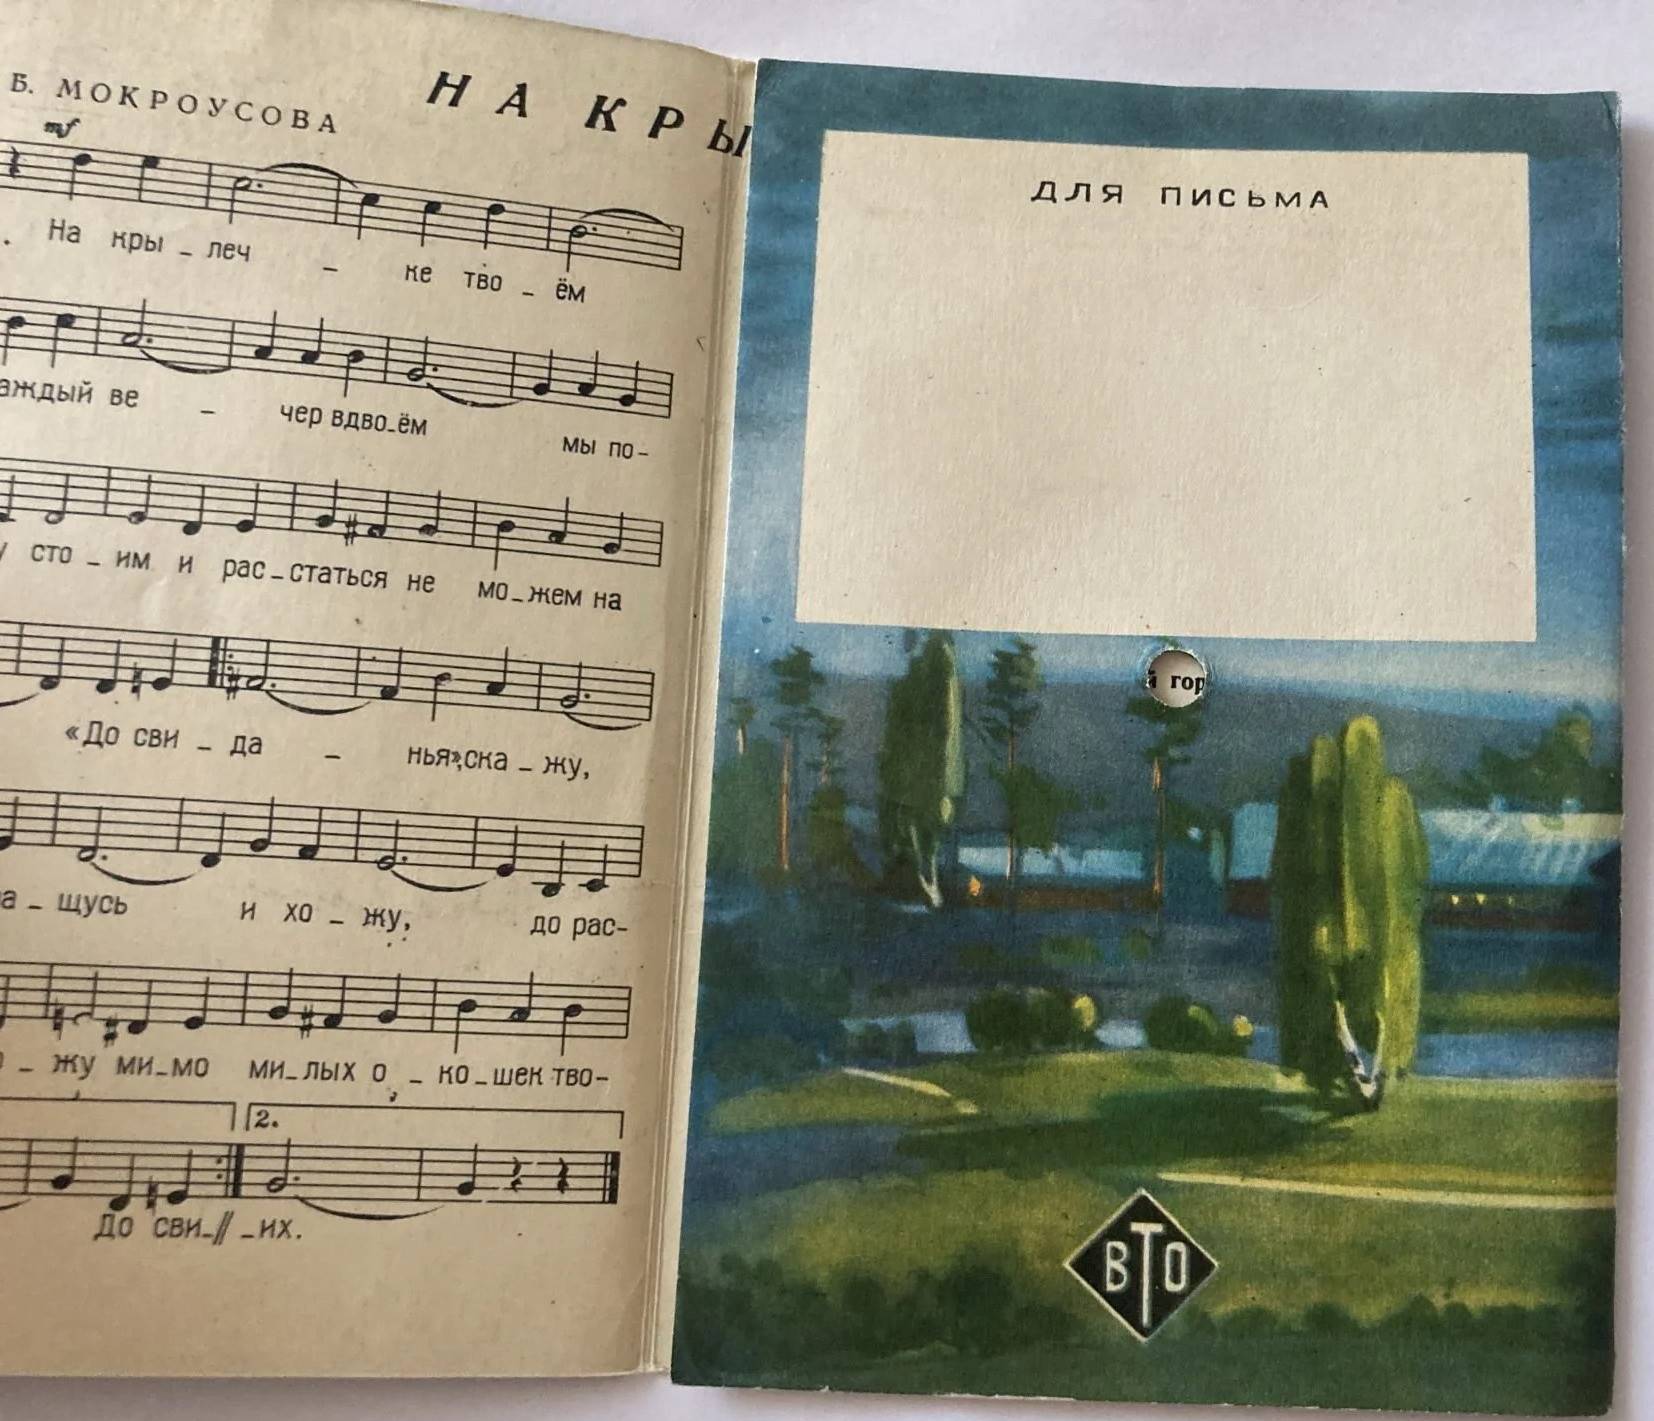 Б. МОКРОУСОВА
НА КРЫ
mf
. На кры - леч - ке тво - ём
аждый ве - чер вдво-ём мы по-
у сто - им и рас-статься не мо-жем на
«До сви - да - нья»,ска - жу,
а - щусь и хо - жу, до рас-
- жу ми-мо ми-лых о - ко-шек тво-
2.
До сви-// -их.
ДЛЯ ПИСЬМА
й гор
ВТО